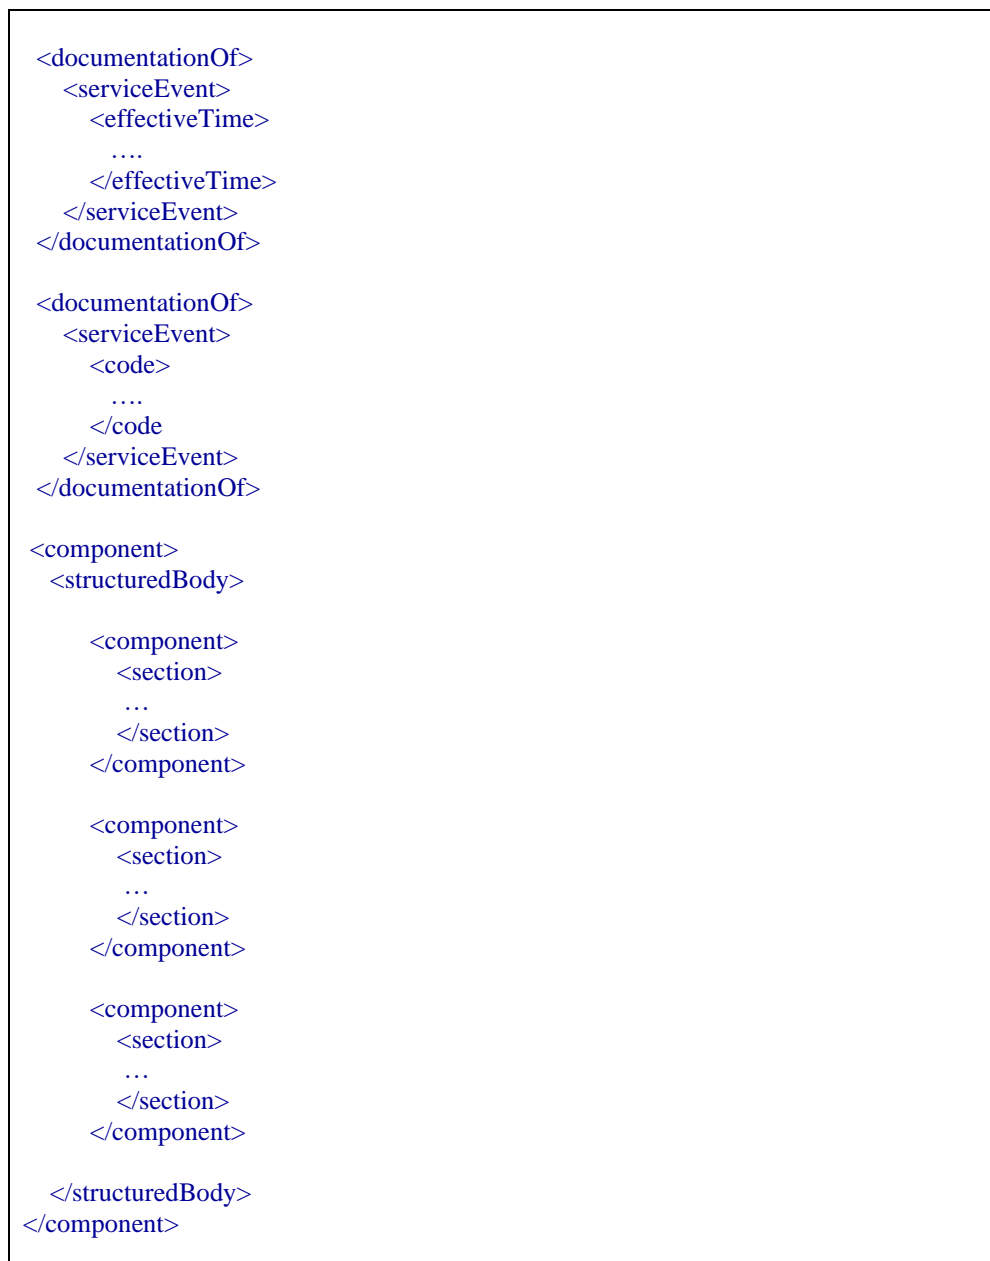 <documentationOf>
<serviceEvent>
<effectiveTime>
….
</effectiveTime>
</serviceEvent>
</documentationOf>
<documentationOf>
<serviceEvent>
<code>
….
</code
</serviceEvent>
</documentationOf>
<component>
<structuredBody>
<component>
<section>
…
</section>
</component>
<component>
<section>
…
</section>
</component>
<component>
<section>
…
</section>
</component>
</structuredBody>
</component>